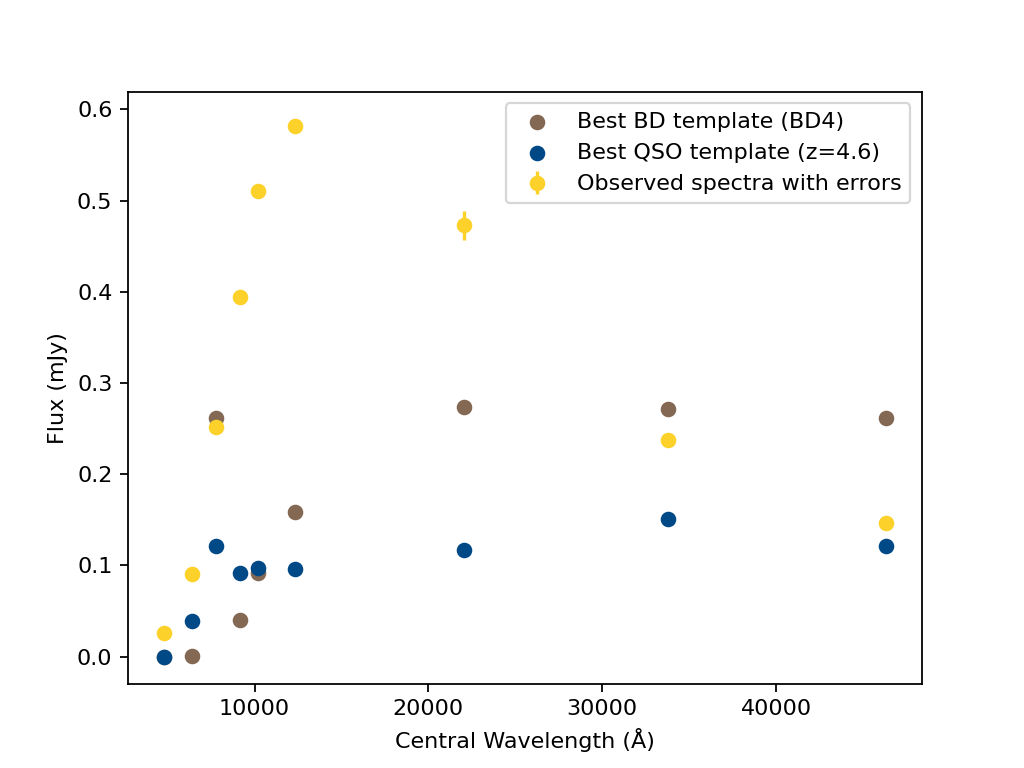 0.6
0.5
0.4
0.3
0.2
0.1
0.0
Flux (mJy)
Best BD template (BD4)
Best QSO template (z=4.6)
Observed spectra with errors
10000 20000 30000 40000
Central Wavelength (Å)